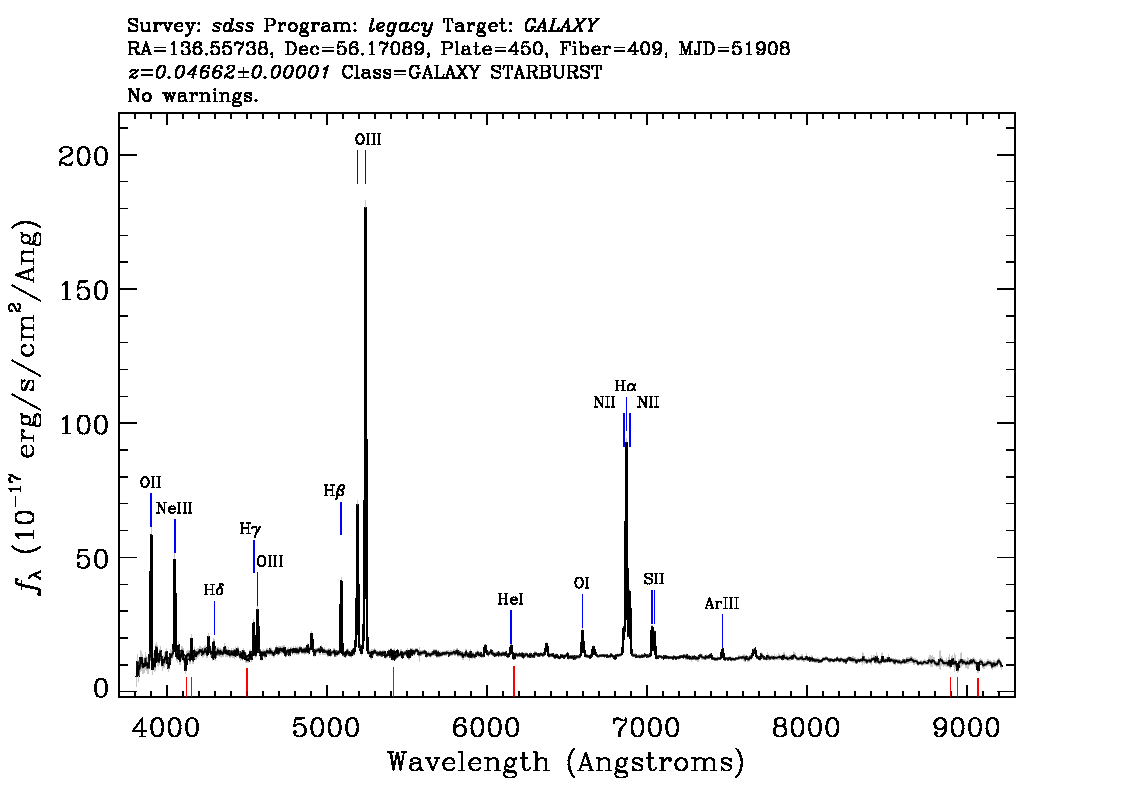 Survey: sdss Program: legacy Target: GALAXY
RA=136.55738, Dec=56.17089, Plate=450, Fiber=409, MJD=51908
z=0.04662±0.00001 Class=GALAXY STARBURST
No warnings.
OIII
200
150
Hα
NII NII
100
OII
Hβ
NeIII
Hγ
OIII
50
Hδ
HeI
OI
SII
ArIII
0
4000 5000 6000 7000 8000 9000
Wavelength (Angstroms)
f_λ (10^−17 erg/s/cm^2/Ang)